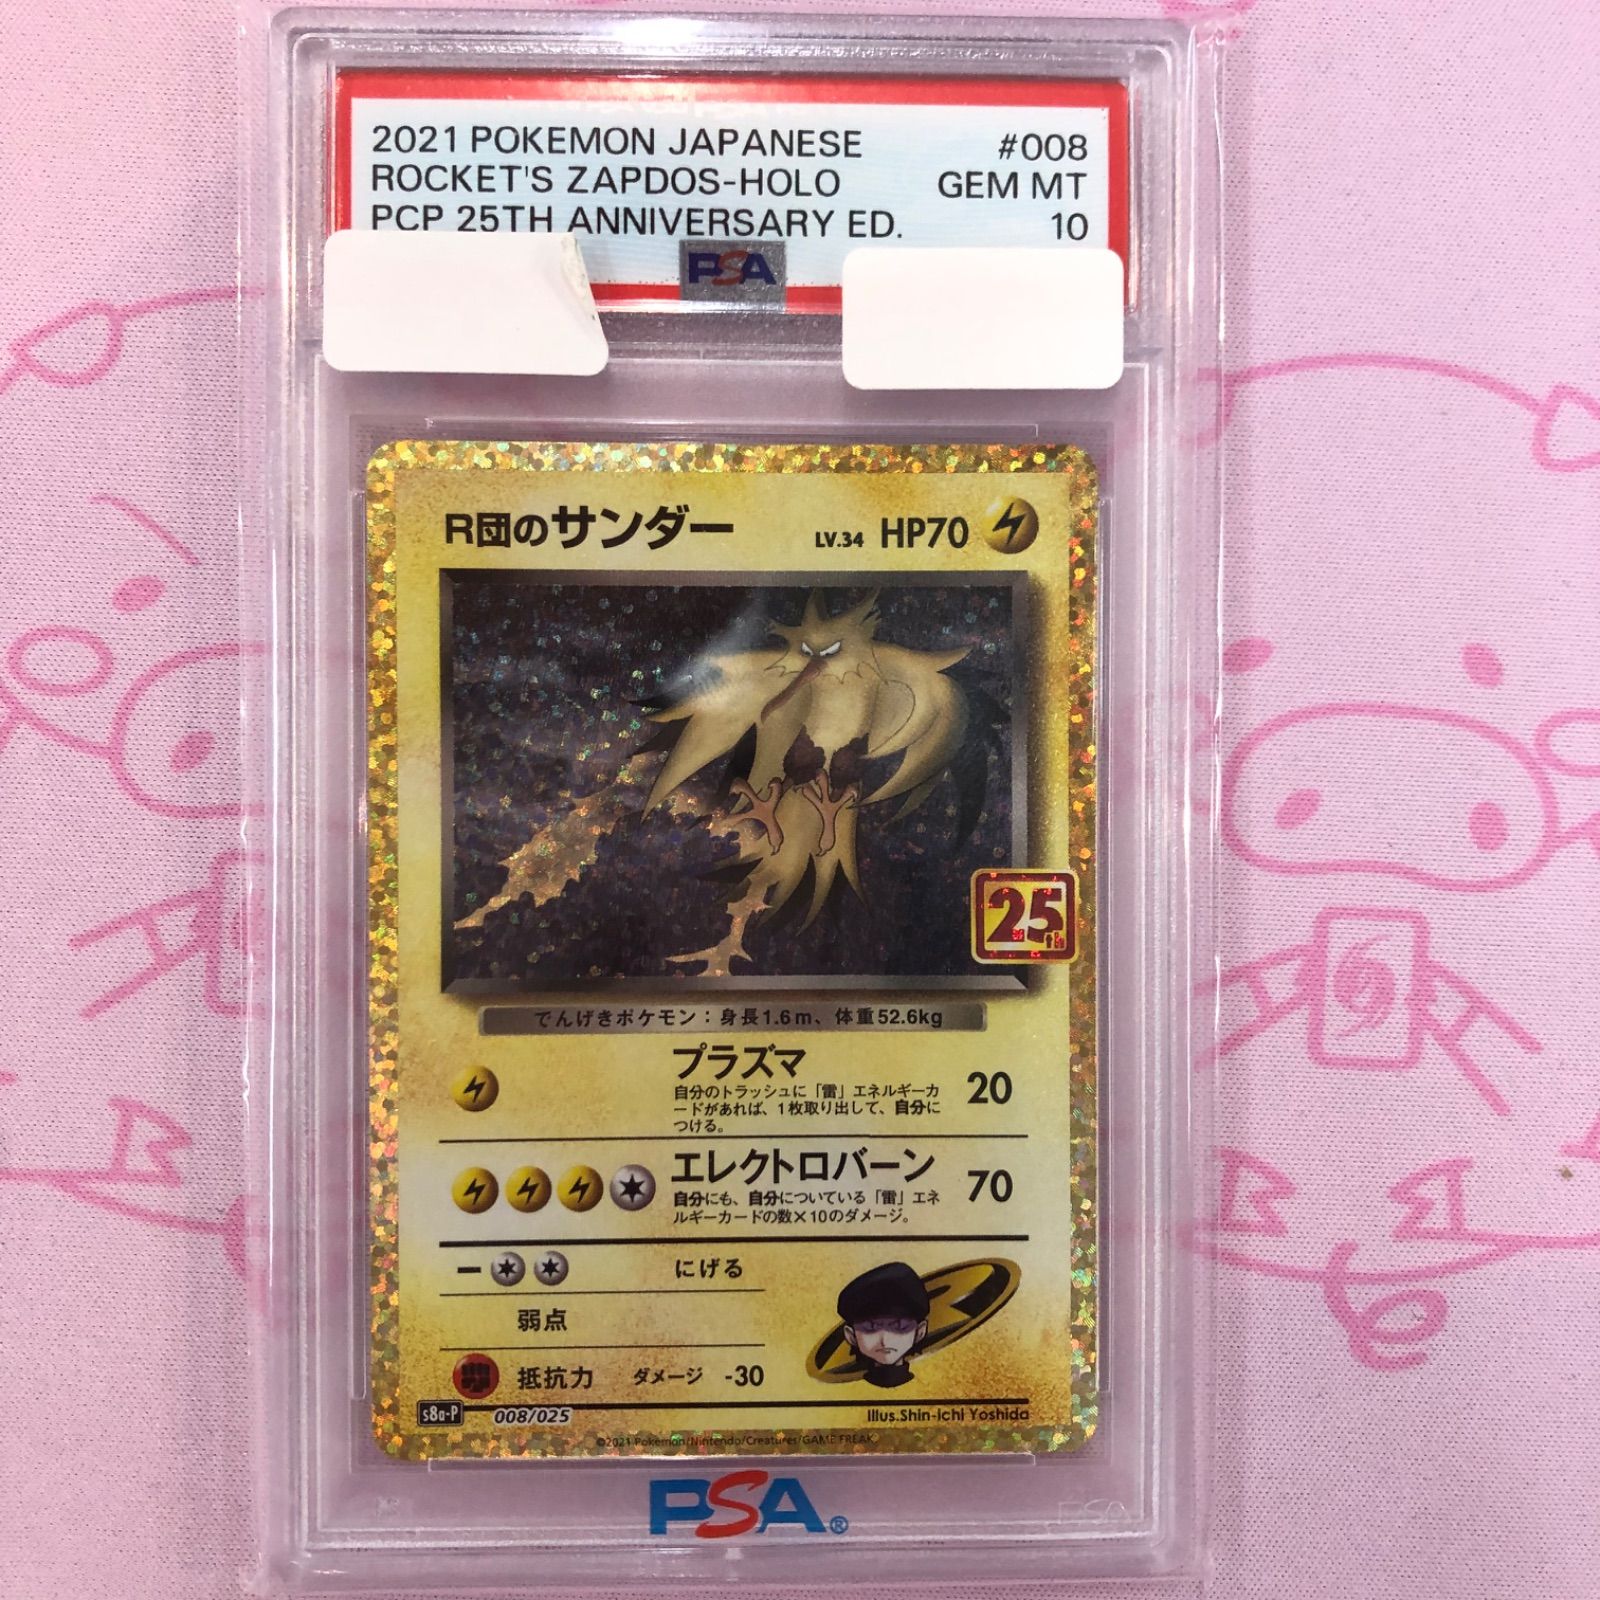 2021 POKEMON JAPANESE #008
ROCKET'S ZAPDOS-HOLO GEM MT
PCP 25TH ANNIVERSARY ED. 10
PSA
R団のサンダー LV.34 HP70
25th
でんげきポケモン：身長1.6m、体重52.6kg
プラズマ 20
自分のトラッシュに「雷」エネルギーカ
ードがあれば、1枚取り出して、自分に
つける。
エレクトロバーン 70
自分にも、自分についている「雷」エネ
ルギーカードの数×10のダメージ。
にげる
弱点
抵抗力 ダメージ -30
s8a-P 008/025 Illus.Shin-ichi Yoshida
©2021 Pokémon/Nintendo/Creatures/GAME FREAK
PSA®
PSA